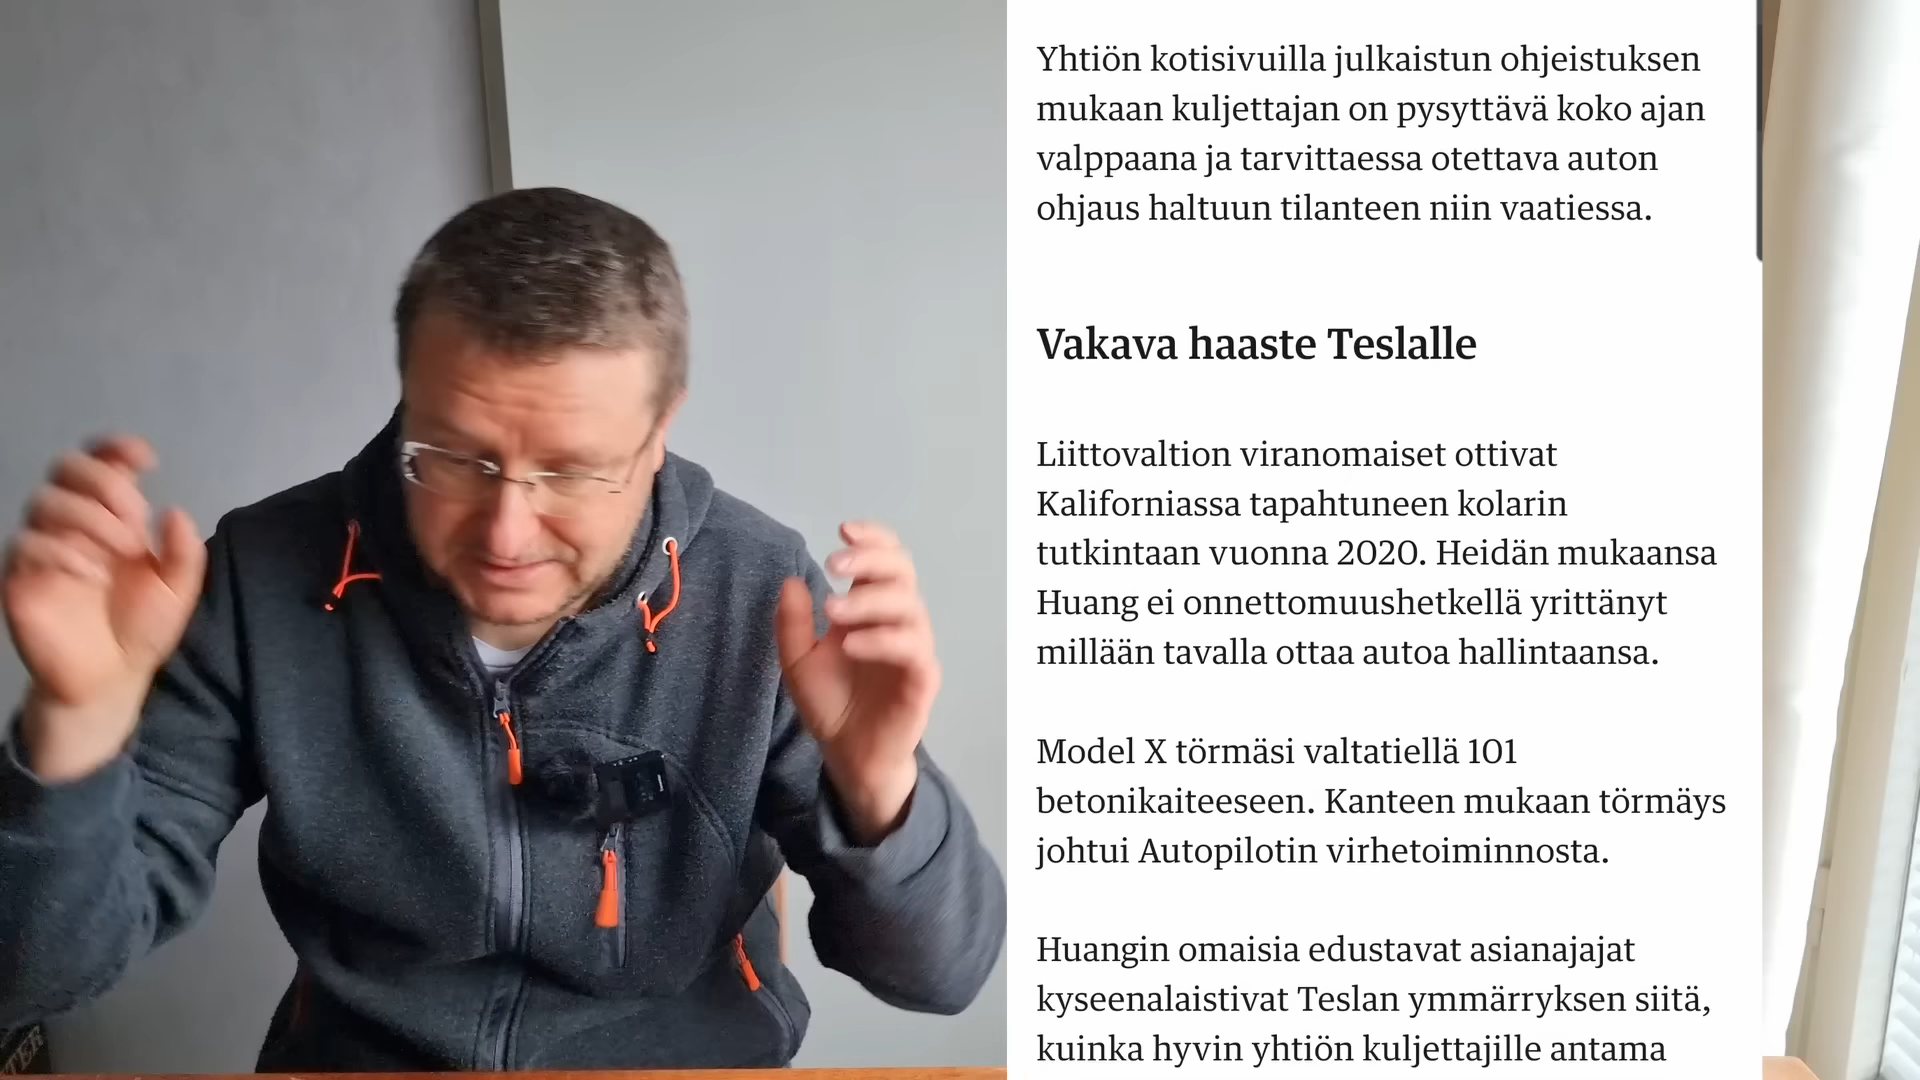 Yhtiön kotisivuilla julkaistun ohjeistuksen
mukaan kuljettajan on pysyttävä koko ajan
valppaana ja tarvittaessa otettava auton
ohjaus haltuun tilanteen niin vaatiessa.
Vakava haaste Teslalle
Liittovaltion viranomaiset ottivat
Kaliforniassa tapahtuneen kolarin
tutkintaan vuonna 2020. Heidän mukaansa
Huang ei onnettomuushetkellä yrittänyt
millään tavalla ottaa autoa hallintaansa.
Model X törmäsi valtatiellä 101
betonikaiteeseen. Kanteen mukaan törmäys
johtui Autopilotin virhetoiminnosta.
Huangin omaisia edustavat asianajajat
kyseenalaistivat Teslan ymmärryksen siitä,
kuinka hyvin yhtiön kuljettajille antama